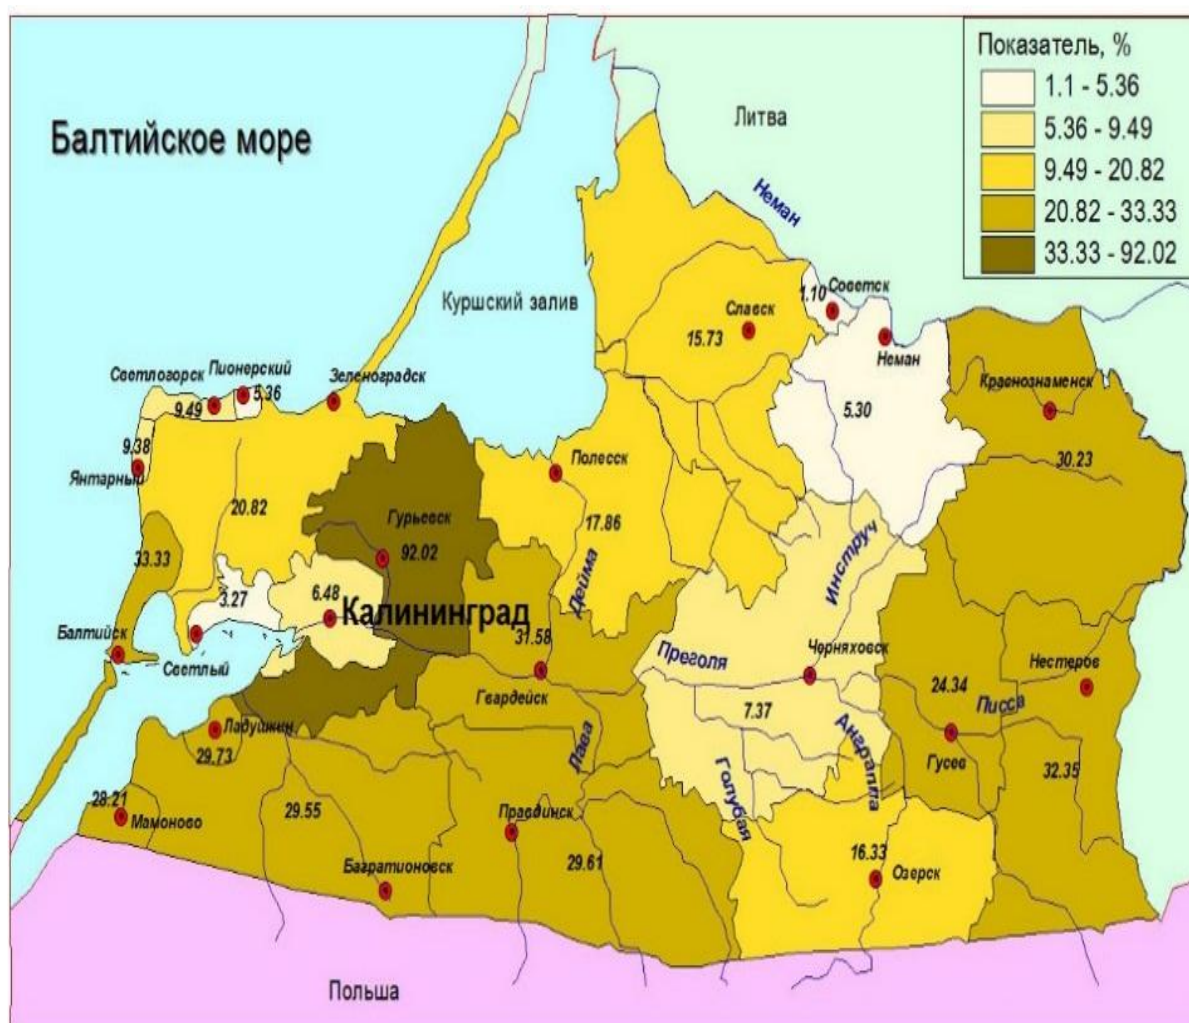 Показатель, %
1.1 - 5.36
5.36 - 9.49
9.49 - 20.82
20.82 - 33.33
33.33 - 92.02
Балтийское море
Литва
Неман
Куршский залив
Советск
1.10
Славск
15.73
Неман
Светлогорск
Пионерский
5.36
9.49
Зеленоградск
Краснознаменск
5.30
9.38
Янтарный
Полесск
30.23
20.82
17.86
Гурьевск
92.02
33.33
Дейма
Инструч
3.27
6.48
Калининград
31.58
Балтийск
Светлый
Преголя
Черняховск
Нестеров
24.34
Писса
Гвардейск
7.37
Ладушкин
29.73
Лава
Анграпа
Голубая
Гусев
32.35
28.21
Мамоново
29.55
Правдинск
29.61
Багратионовск
16.33
Озерск
Польша